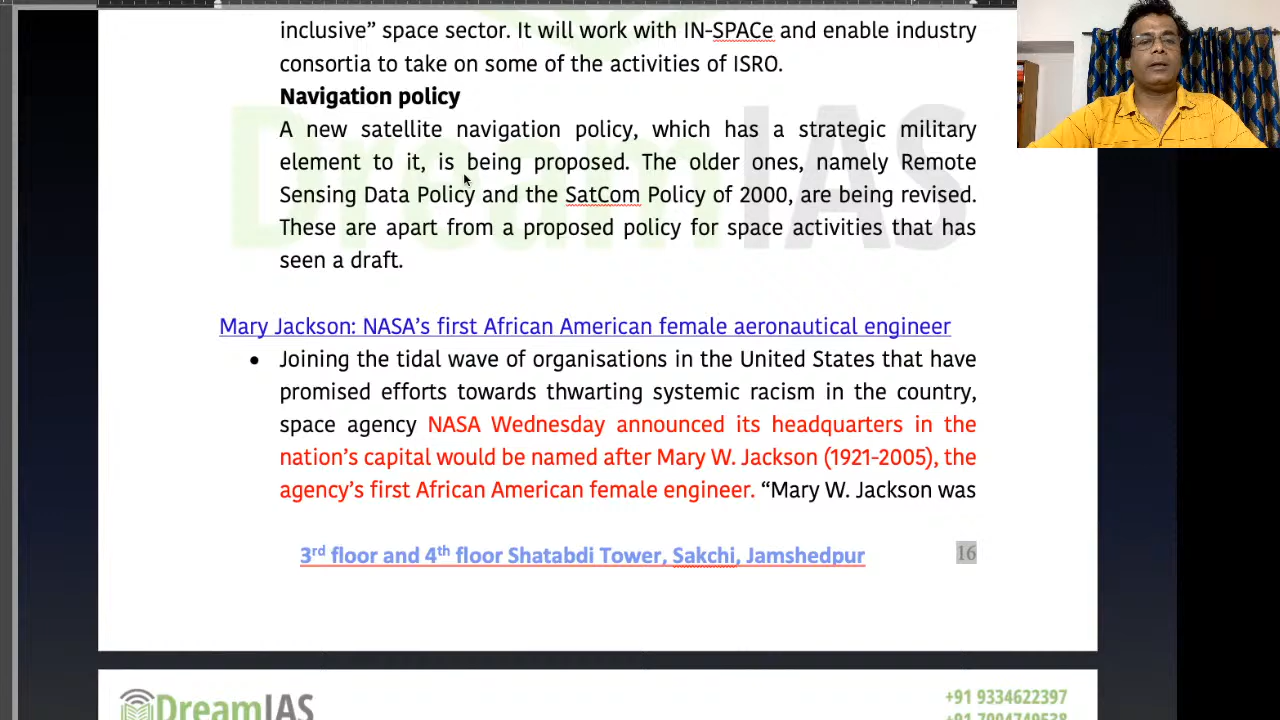 inclusive” space sector. It will work with IN-SPACe and enable industry
consortia to take on some of the activities of ISRO.
Navigation policy
A new satellite navigation policy, which has a strategic military
element to it, is being proposed. The older ones, namely Remote
Sensing Data Policy and the SatCom Policy of 2000, are being revised.
These are apart from a proposed policy for space activities that has
seen a draft.
Mary Jackson: NASA’s first African American female aeronautical engineer
• Joining the tidal wave of organisations in the United States that have
promised efforts towards thwarting systemic racism in the country,
space agency NASA Wednesday announced its headquarters in the
nation’s capital would be named after Mary W. Jackson (1921-2005), the
agency’s first African American female engineer. “Mary W. Jackson was
3rd floor and 4th floor Shatabdi Tower, Sakchi, Jamshedpur 16
DreamIAS
+91 9334622397
+91 7004749538
DreamIAS